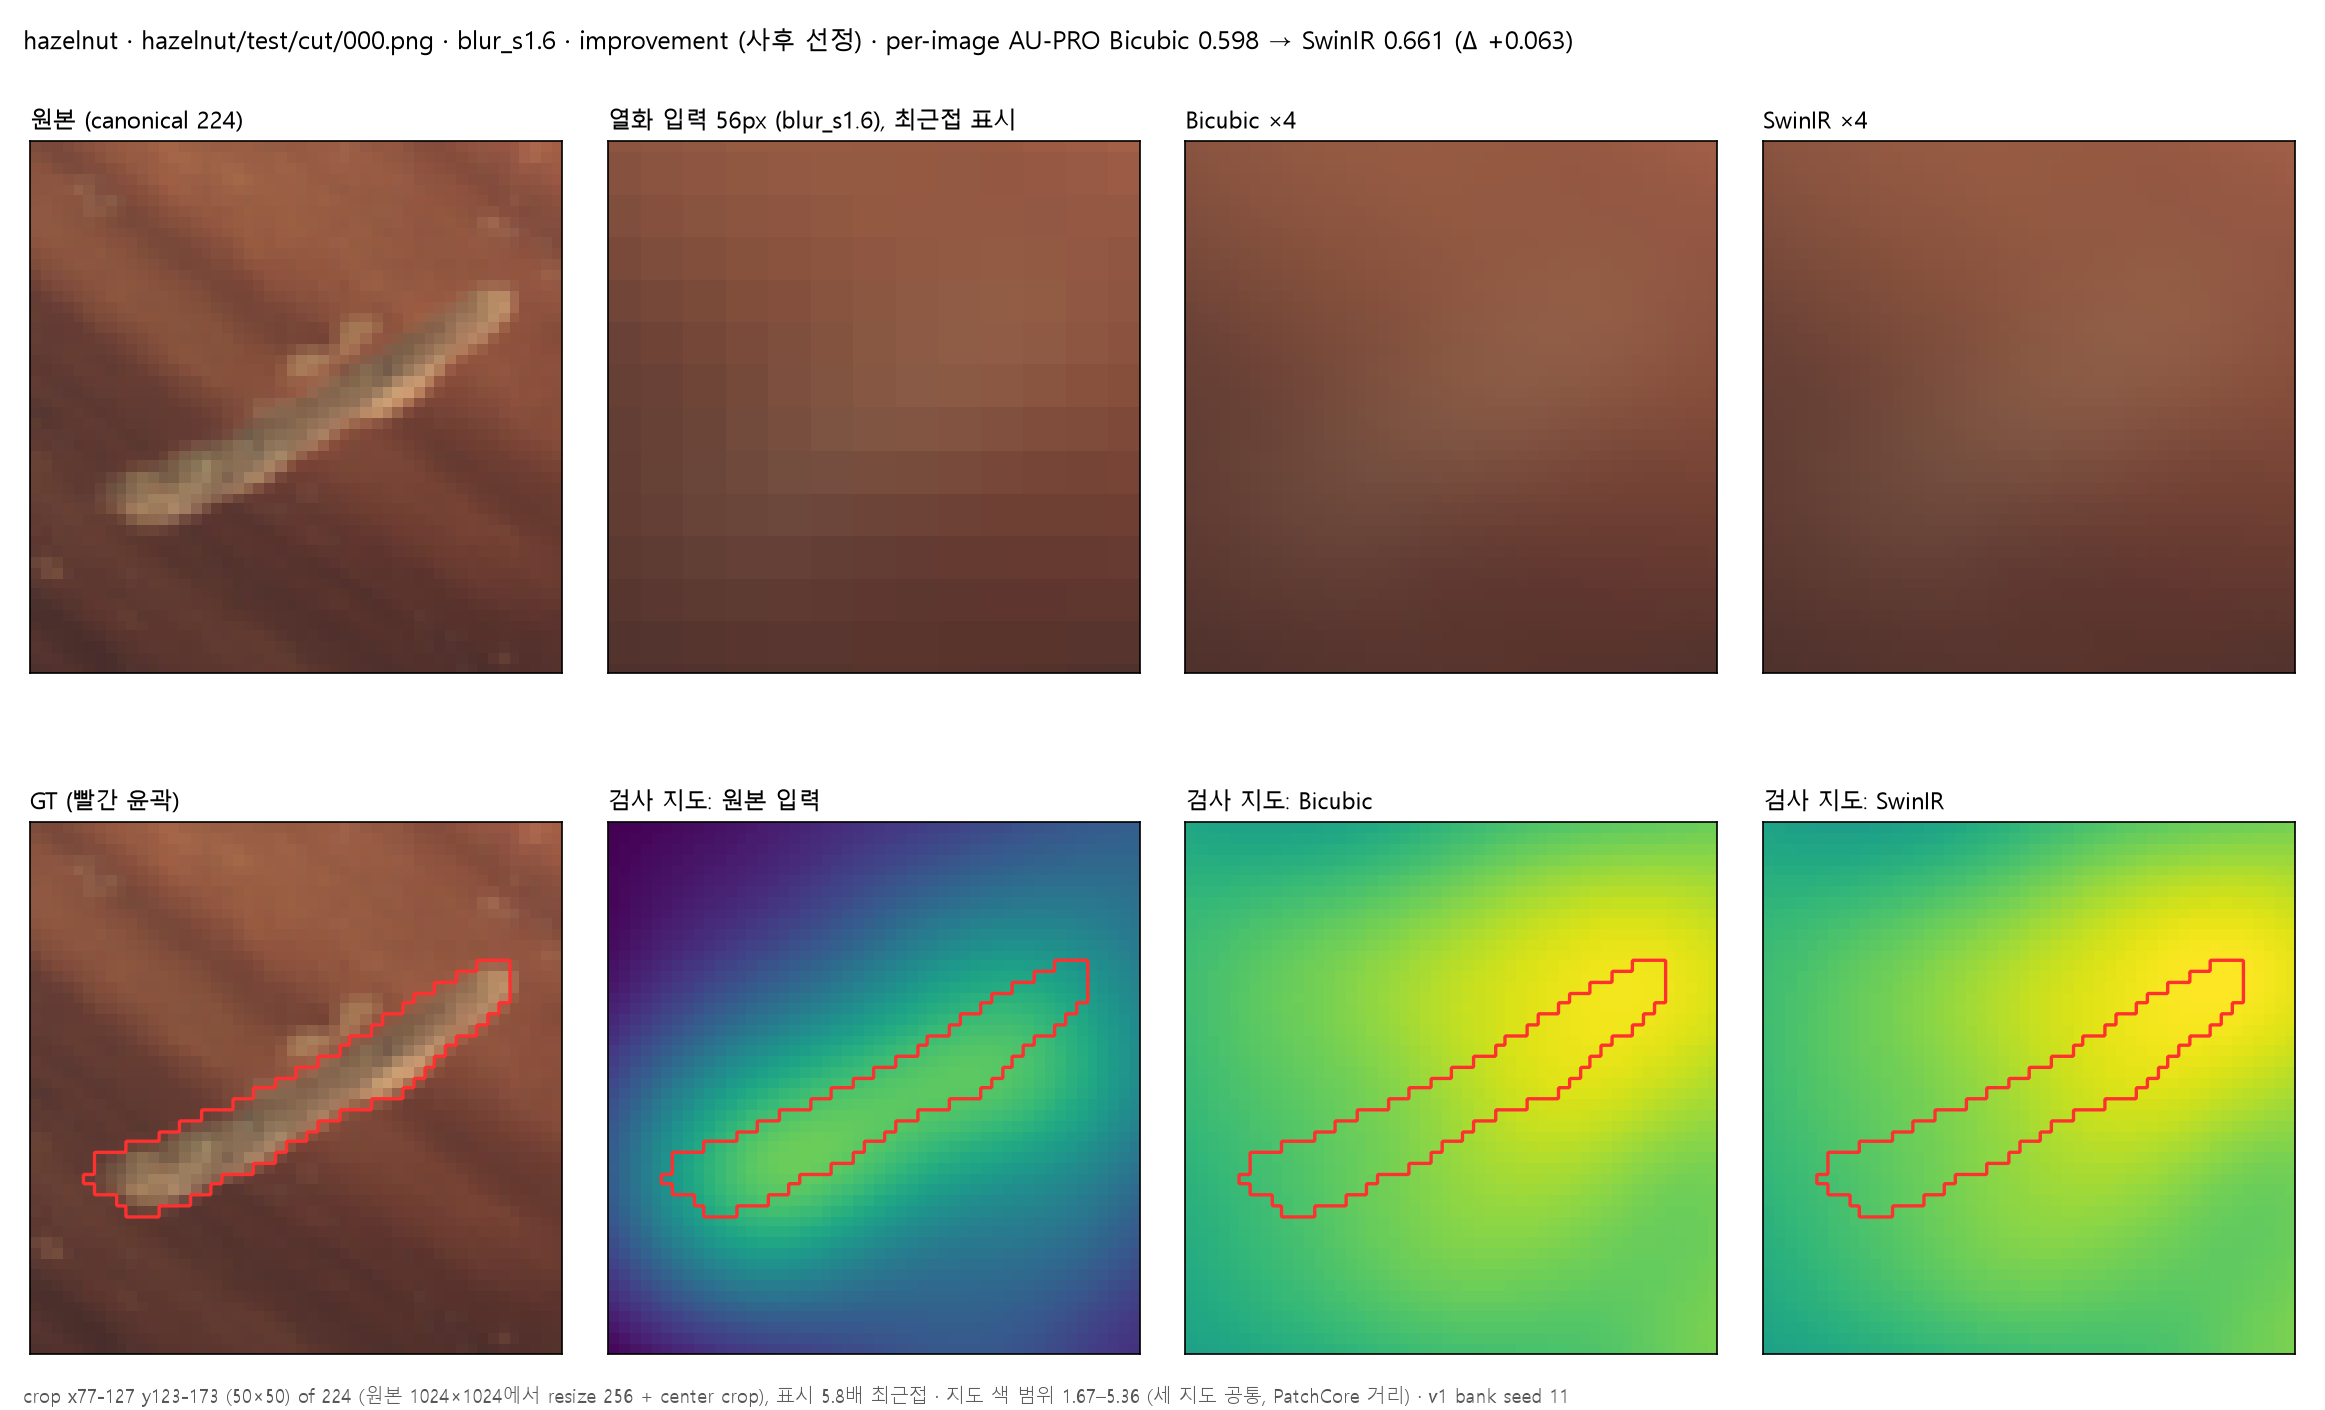 hazelnut · hazelnut/test/cut/000.png · blur_s1.6 · improvement (사후 선정) · per-image AU-PRO Bicubic 0.598 → SwinIR 0.661 (Δ +0.063)
원본 (canonical 224)
열화 입력 56px (blur_s1.6), 최근접 표시
Bicubic ×4
SwinIR ×4
GT (빨간 윤곽)
검사 지도: 원본 입력
검사 지도: Bicubic
검사 지도: SwinIR
crop x77-127 y123-173 (50×50) of 224 (원본 1024×1024에서 resize 256 + center crop), 표시 5.8배 최근접 · 지도 색 범위 1.67–5.36 (세 지도 공통, PatchCore 거리) · v1 bank seed 11